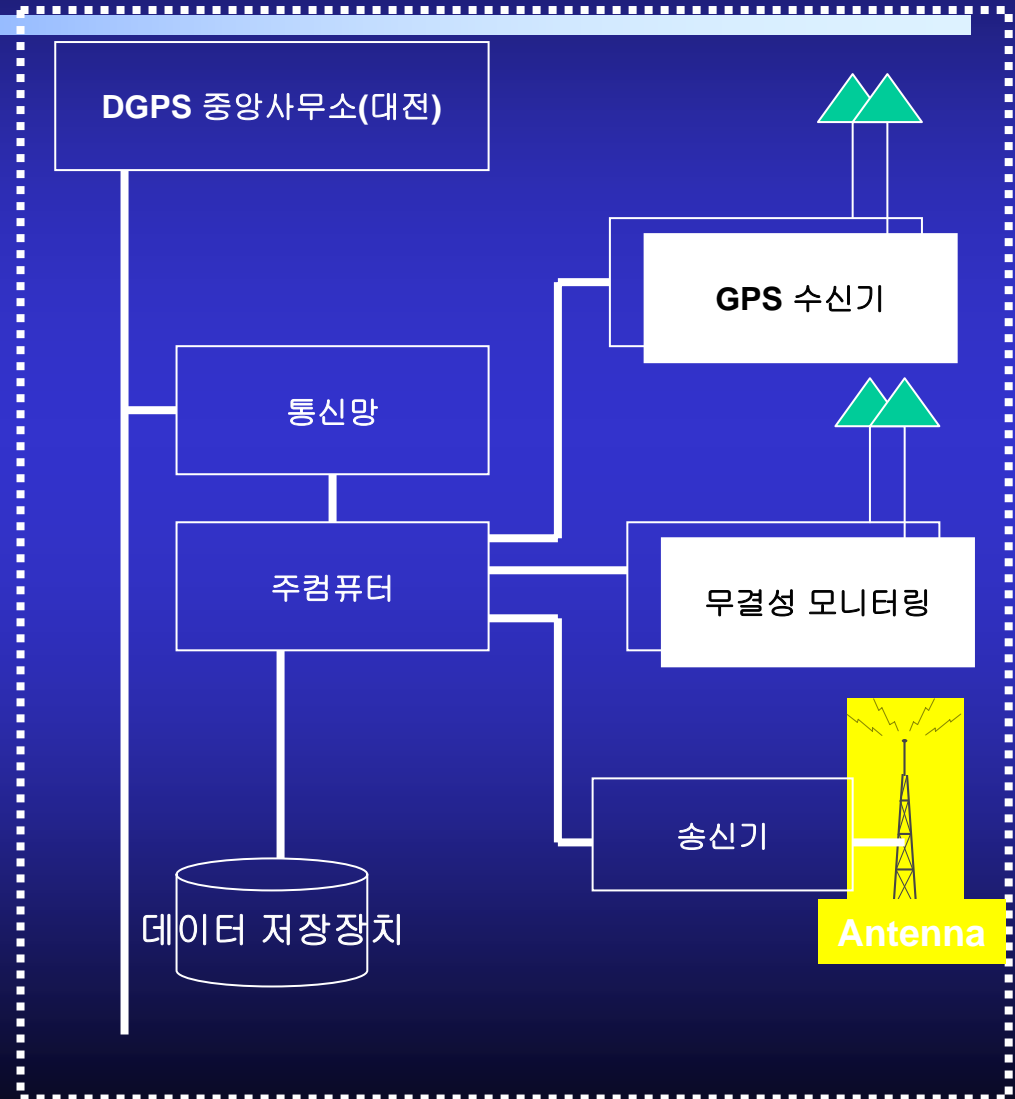 DGPS 중앙사무소(대전)
GPS 수신기
통신망
주컴퓨터
무결성 모니터링
송신기
데이터 저장장치
Antenna